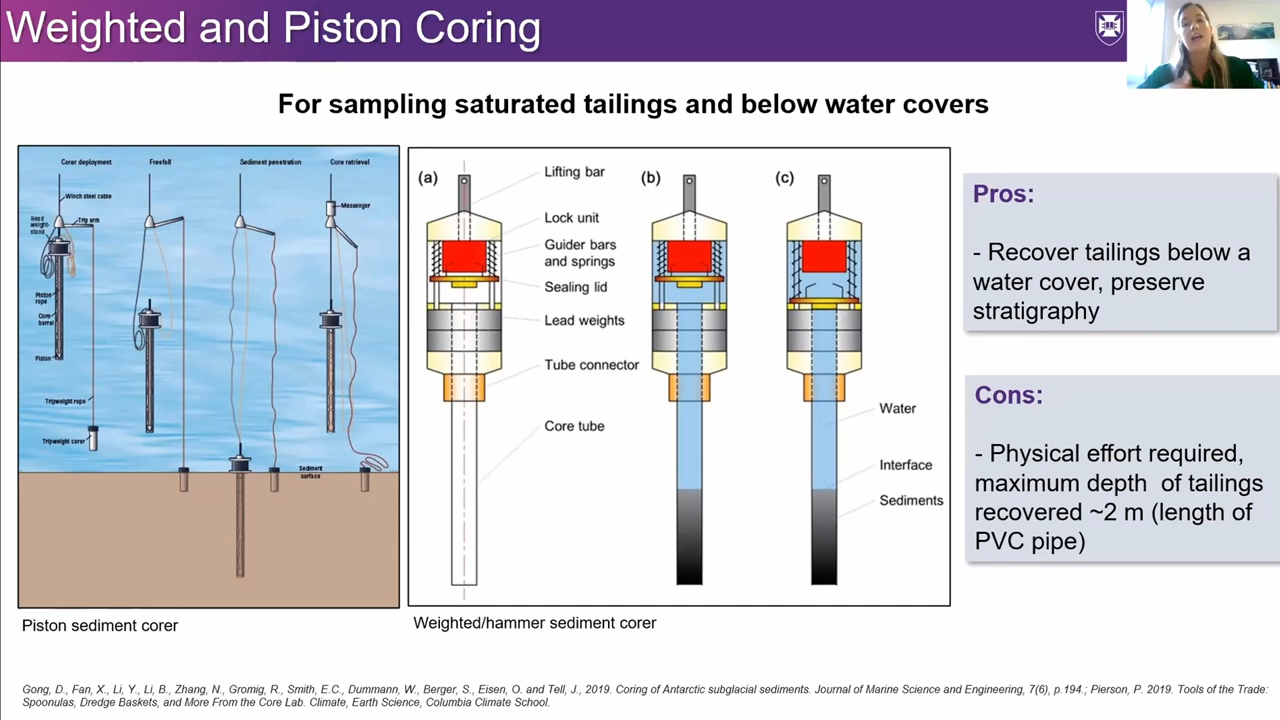 Weighted and Piston Coring
For sampling saturated tailings and below water covers
Corer deployment
Freefall
Sediment penetration
Core retrieval
Winch steel cable
Messenger
Head
weight-
stand
Trip arm
Piston
rope
Core
barrel
Piston
Tripweight rope
Tripweight corer
Sediment
surface
(a)
(b)
(c)
Lifting bar
Lock unit
Guider bars
and springs
Sealing lid
Lead weights
Tube connector
Core tube
Water
Interface
Sediments
Pros:
- Recover tailings below a
water cover, preserve
stratigraphy
Cons:
- Physical effort required,
maximum depth of tailings
recovered ~2 m (length of
PVC pipe)
Piston sediment corer
Weighted/hammer sediment corer
Gong, D., Fan, X., Li, Y., Li, B., Zhang, N., Gromig, R., Smith, E.C., Dummann, W., Berger, S., Eisen, O. and Tell, J., 2019. Coring of Antarctic subglacial sediments. Journal of Marine Science and Engineering, 7(6), p.194.; Pierson, P. 2019. Tools of the Trade:
Spoonulas, Dredge Baskets, and More From the Core Lab. Climate, Earth Science, Columbia Climate School.